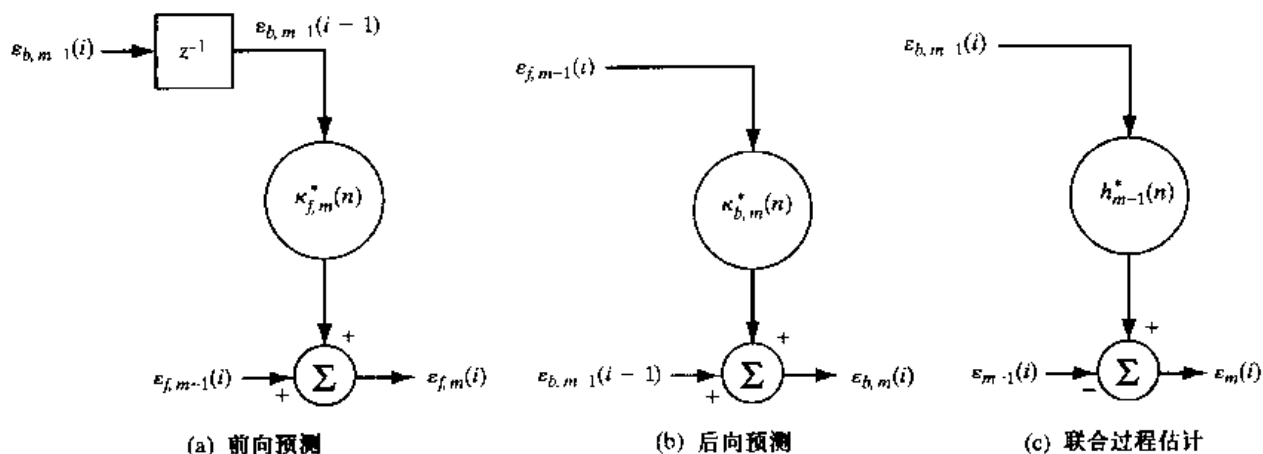 ε_{b, m-1}(i)
z⁻¹
ε_{b, m-1}(i − 1)
κ*_{f, m}(n)
+
ε_{f, m-1}(i)
+
Σ
ε_{f, m}(i)
(a) 前向预测
ε_{f, m-1}(i)
κ*_{b, m}(n)
+
ε_{b, m-1}(i − 1)
+
Σ
ε_{b, m}(i)
(b) 后向预测
ε_{b, m-1}(i)
h*_{m-1}(n)
+
ε_{m-1}(i)
−
Σ
ε_m(i)
(c) 联合过程估计